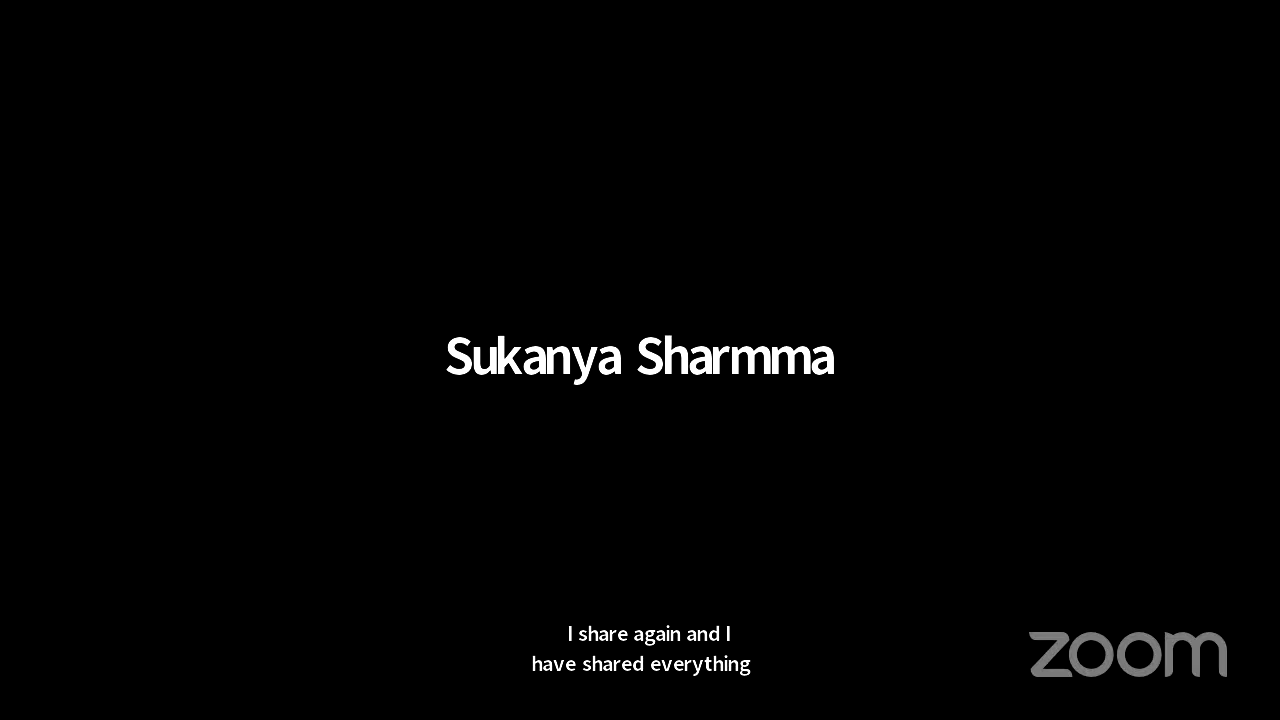 Sukanya Sharmma
I share again and I
have shared everything
zoom